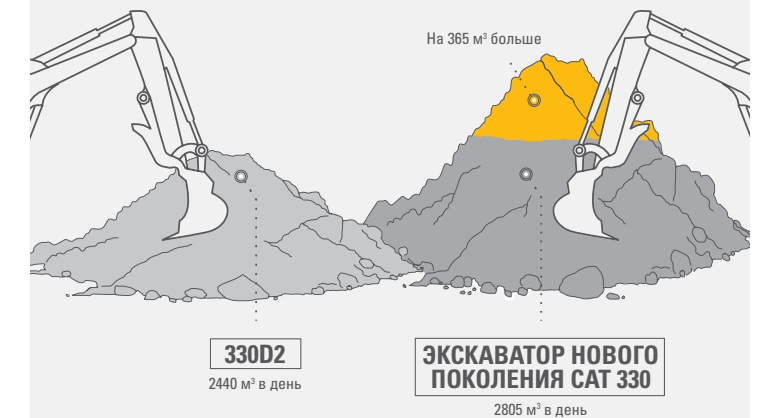 На 365 м³ больше
330D2
2440 м³ в день
ЭКСКАВАТОР НОВОГО
ПОКОЛЕНИЯ CAT 330
2805 м³ в день